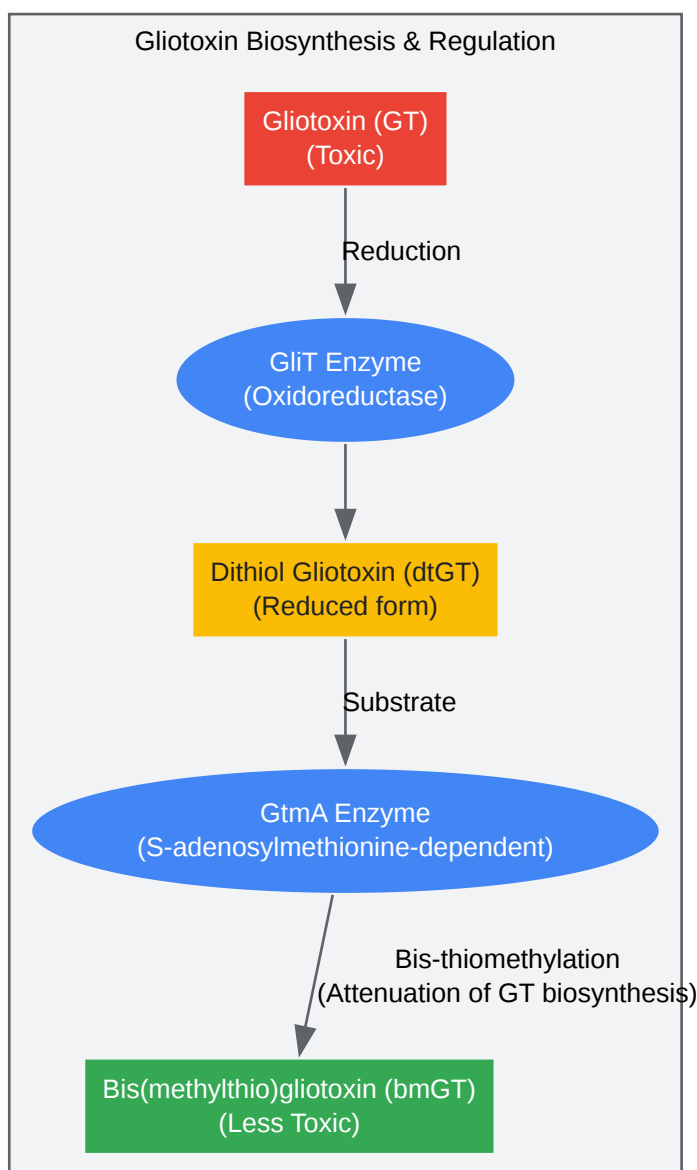 Gliotoxin Biosynthesis & Regulation
Gliotoxin (GT)
(Toxic)
Reduction
GliT Enzyme
(Oxidoreductase)
Dithiol Gliotoxin (dtGT)
(Reduced form)
Substrate
GtmA Enzyme
(S-adenosylmethionine-dependent)
Bis-thiomethylation
(Attenuation of GT biosynthesis)
Bis(methylthio)gliotoxin (bmGT)
(Less Toxic)